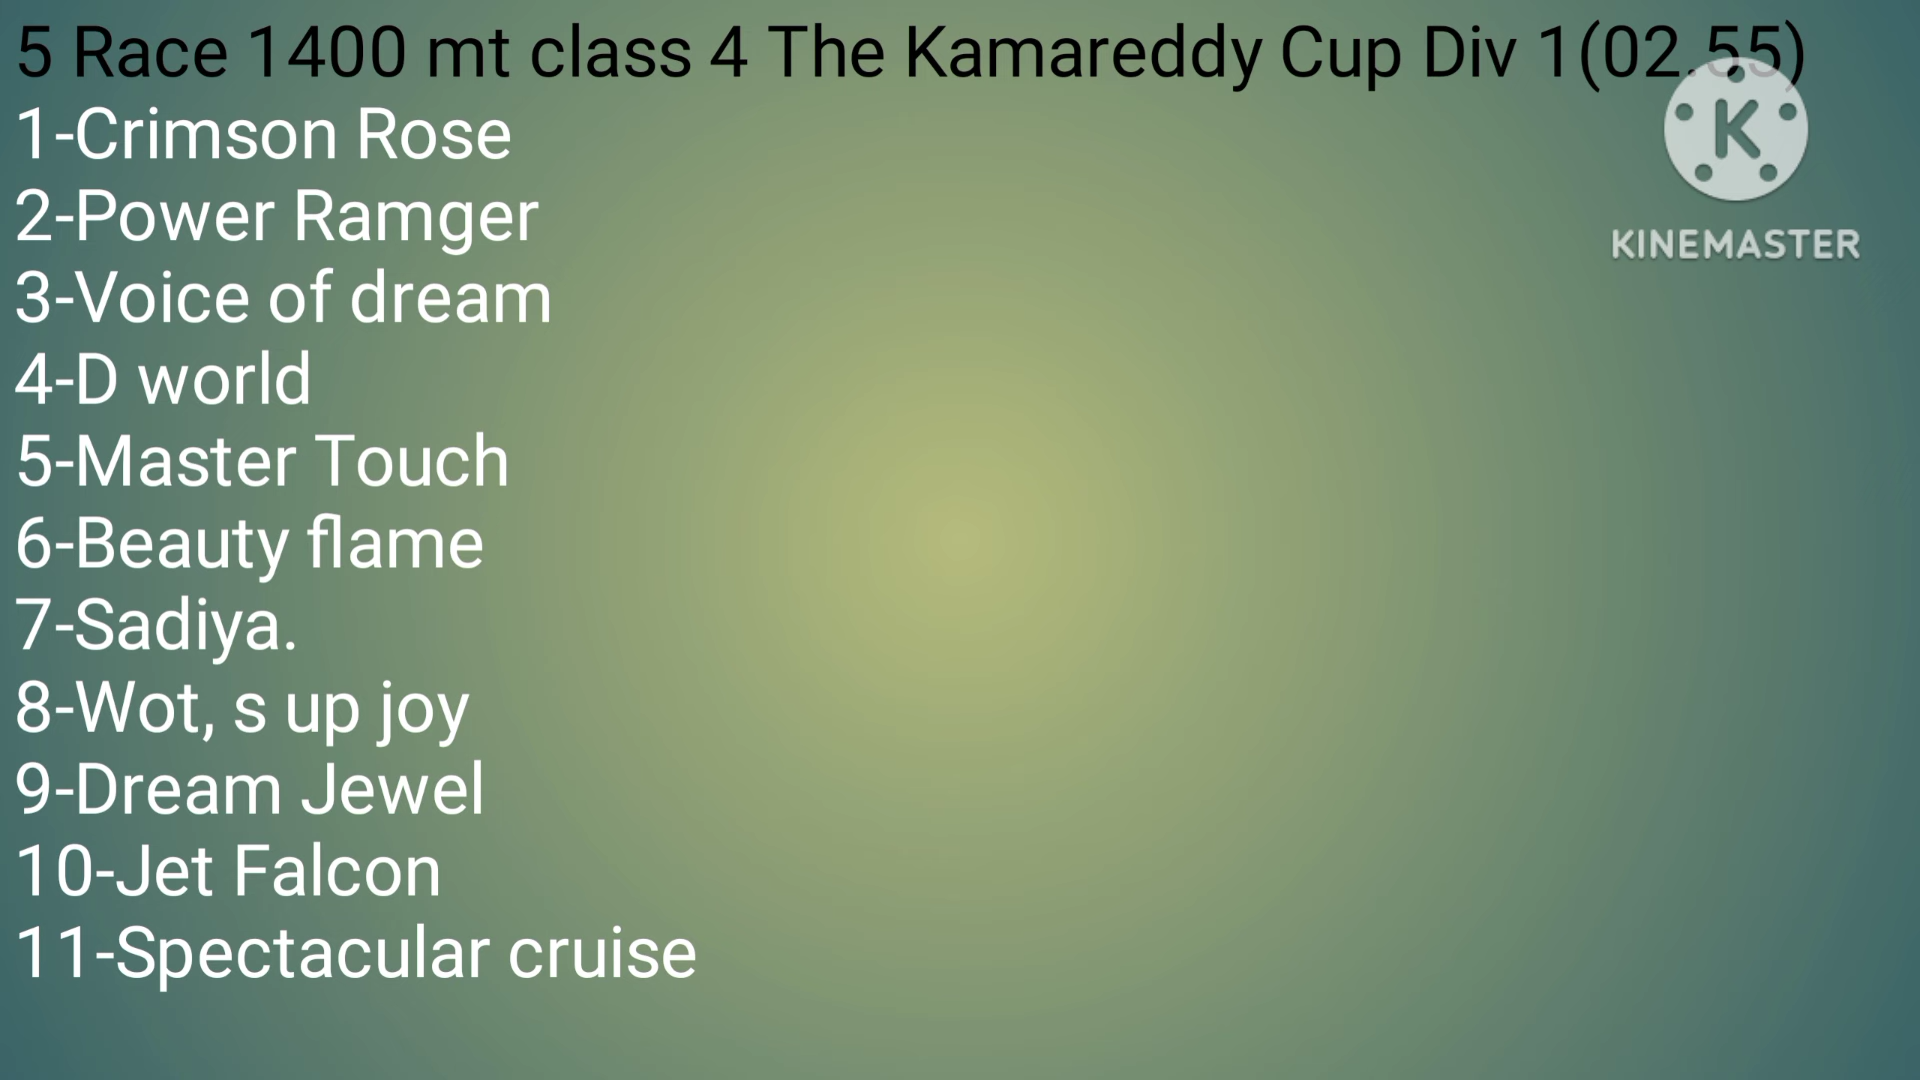 5 Race 1400 mt class 4 The Kamareddy Cup Div 1(02.55)
1-Crimson Rose
2-Power Ramger
3-Voice of dream
4-D world
5-Master Touch
6-Beauty flame
7-Sadiya.
8-Wot, s up joy
9-Dream Jewel
10-Jet Falcon
11-Spectacular cruise
K
KINEMASTER